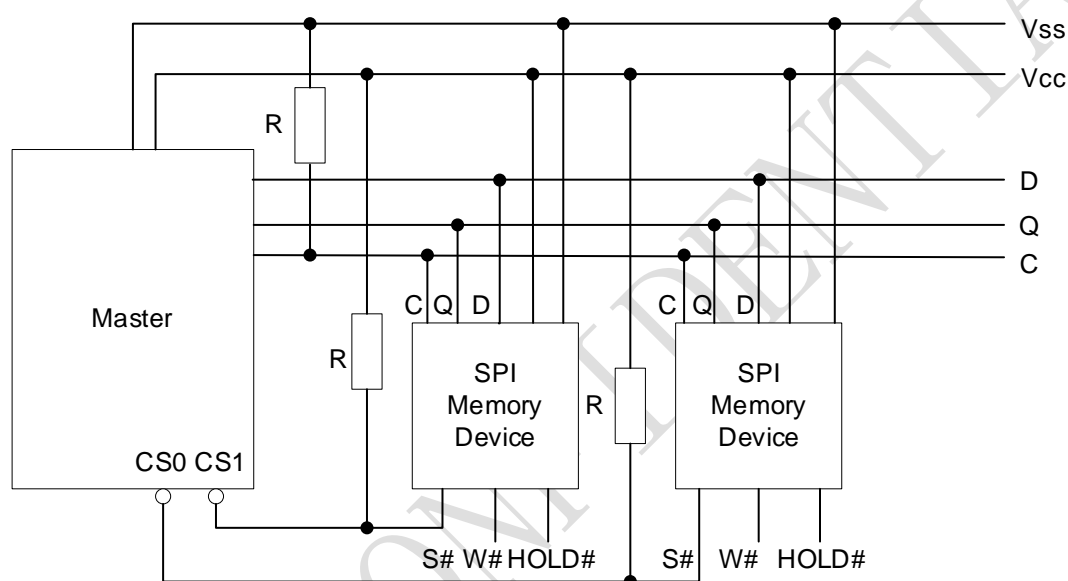 Vss
Vcc
R
D
Q
C
C Q D
C Q D
Master
R
SPI
Memory
Device
R
SPI
Memory
Device
CS0 CS1
S# W# HOLD#
S# W# HOLD#